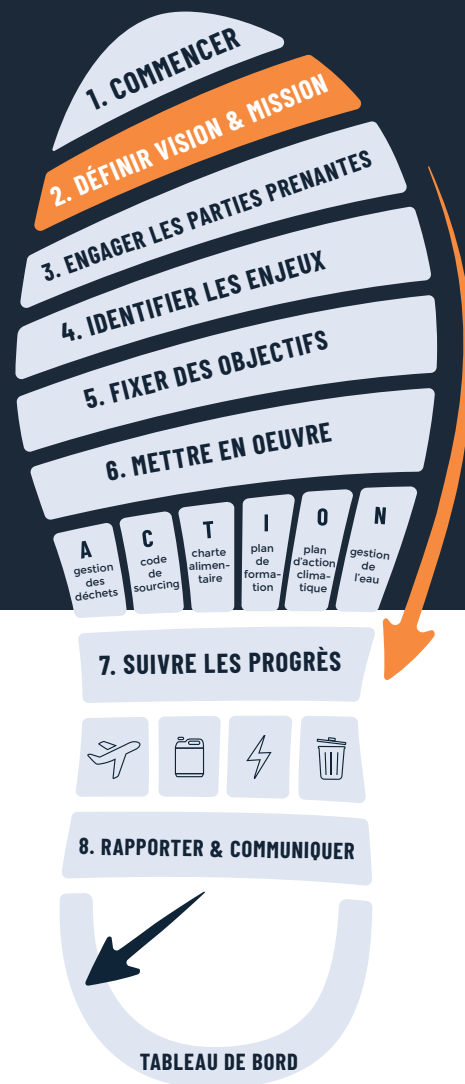 1. COMMENCER
2. DÉFINIR VISION & MISSION
3. ENGAGER LES PARTIES PRENANTES
4. IDENTIFIER LES ENJEUX
5. FIXER DES OBJECTIFS
6. METTRE EN OEUVRE
A
gestion
des
déchets
C
code
de
sourcing
T
charte
alimen-
taire
I
plan
de
forma-
tion
O
plan
d'action
clima-
tique
N
gestion
de
l'eau
7. SUIVRE LES PROGRÈS
8. RAPPORTER & COMMUNIQUER
TABLEAU DE BORD